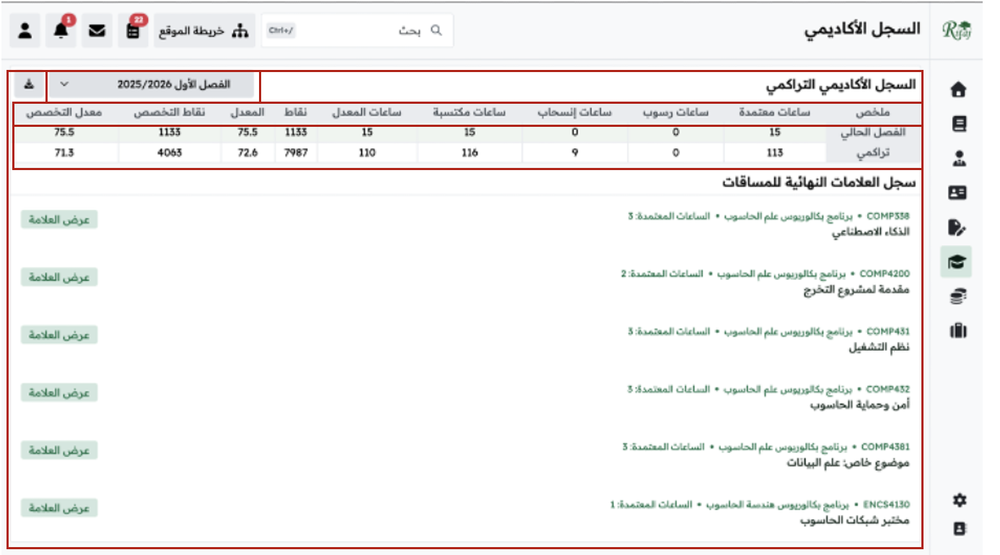 Rifaj
السجل الأكاديمي
بحث Ctrl+/
خريطة الموقع
22
1
السجل الأكاديمي التراكمي
الفصل الأول 2025/2026
ملخص ساعات معتمدة ساعات رسوب ساعات إنسحاب ساعات مكتسبة ساعات المعدل نقاط المعدل نقاط التخصص معدل التخصص
الفصل الحالي 15 0 0 15 15 1133 75.5 1133 75.5
تراكمي 113 0 9 116 110 7987 72.6 4063 71.3
سجل العلامات النهائية للمساقات
COMP338 • برنامج بكالوريوس علم الحاسوب • الساعات المعتمدة: 3
الذكاء الاصطناعي
عرض العلامة
COMP4200 • برنامج بكالوريوس علم الحاسوب • الساعات المعتمدة: 2
مقدمة لمشروع التخرج
عرض العلامة
COMP431 • برنامج بكالوريوس علم الحاسوب • الساعات المعتمدة: 3
نظم التشغيل
عرض العلامة
COMP432 • برنامج بكالوريوس علم الحاسوب • الساعات المعتمدة: 3
أمن وحماية الحاسوب
عرض العلامة
COMP4381 • برنامج بكالوريوس علم الحاسوب • الساعات المعتمدة: 3
موضوع خاص: علم البيانات
عرض العلامة
ENCS4130 • برنامج بكالوريوس هندسة الحاسوب • الساعات المعتمدة: 1
مختبر شبكات الحاسوب
عرض العلامة